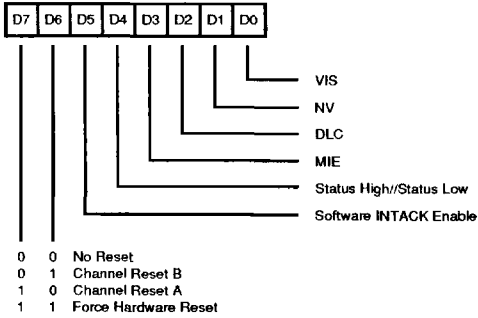 D7 D6 D5 D4 D3 D2 D1 D0
VIS
NV
DLC
MIE
Status High//Status Low
Software INTACK Enable
0 0 No Reset
0 1 Channel Reset B
1 0 Channel Reset A
1 1 Force Hardware Reset